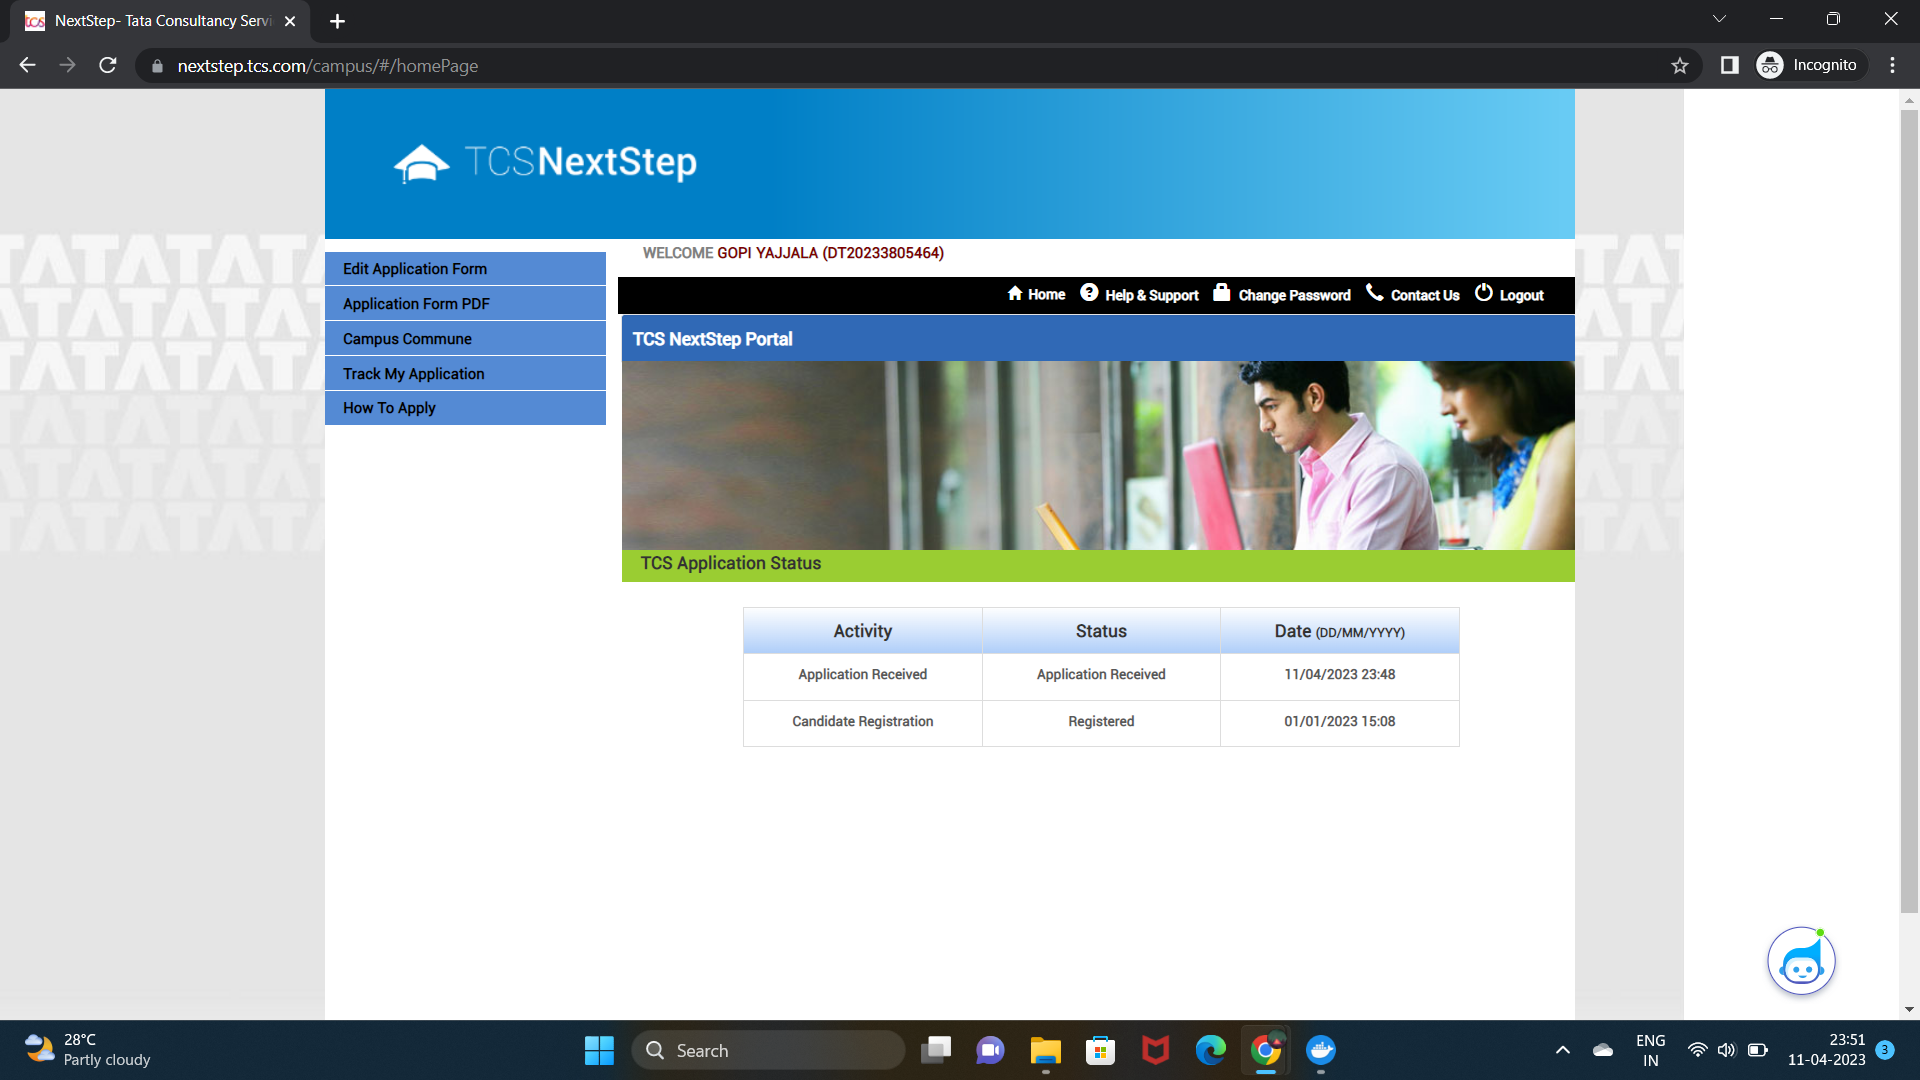 NextStep- Tata Consultancy Servi
nextstep.tcs.com/campus/#/homePage
Incognito
TCSNextStep
WELCOME GOPI YAJJALA (DT20233805464)
Home Help & Support Change Password Contact Us Logout
Edit Application Form
Application Form PDF
Campus Commune
Track My Application
How To Apply
TCS NextStep Portal
TCS Application Status
Activity Status Date (DD/MM/YYYY)
Application Received Application Received 11/04/2023 23:48
Candidate Registration Registered 01/01/2023 15:08
28°C
Partly cloudy
Search
ENG
IN
23:51
11-04-2023
3